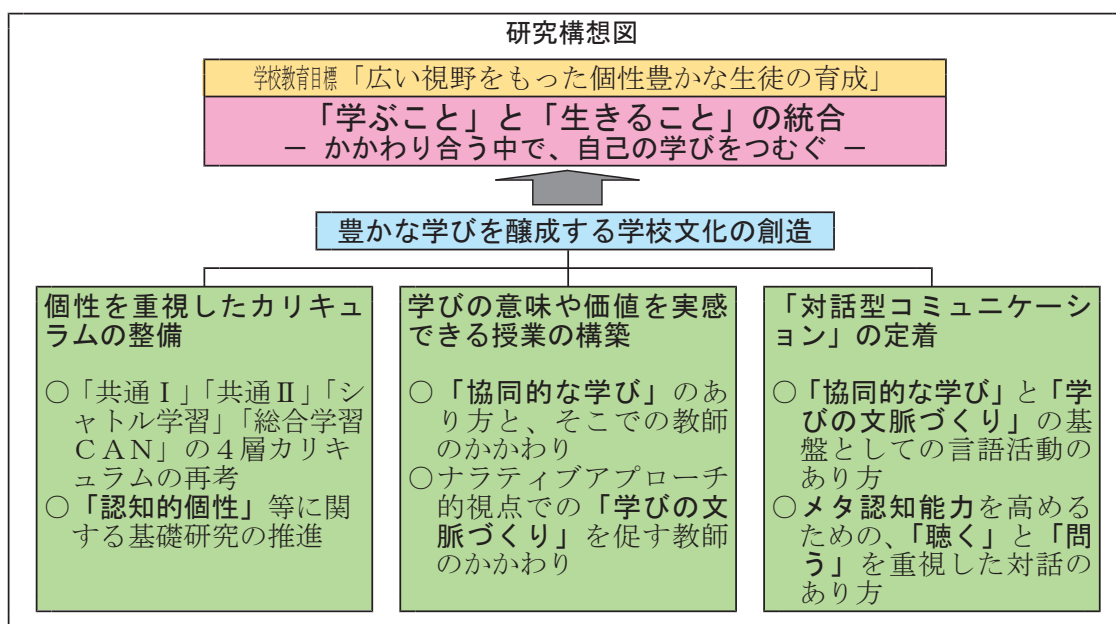 研究構想図
学校教育目標「広い視野をもった個性豊かな生徒の育成」
「学ぶこと」と「生きること」の統合
－ かかわり合う中で、自己の学びをつむぐ －
豊かな学びを醸成する学校文化の創造
個性を重視したカリキュ
ラムの整備
○「共通Ⅰ」「共通Ⅱ」「シ
ャトル学習」「総合学習
ＣＡＮ」の４層カリキ
ュラムの再考
○「認知的個性」等に関
する基礎研究の推進
学びの意味や価値を実感
できる授業の構築
○「協同的な学び」のあ
り方と、そこでの教師
のかかわり
○ナラティブアプローチ
的視点での「学びの文
脈づくり」を促す教師
のかかわり
「対話型コミュニケーシ
ョン」の定着
○「協同的な学び」と「学
びの文脈づくり」の基
盤としての言語活動の
あり方
○メタ認知能力を高める
ための、「聴く」と「問
う」を重視した対話の
あり方